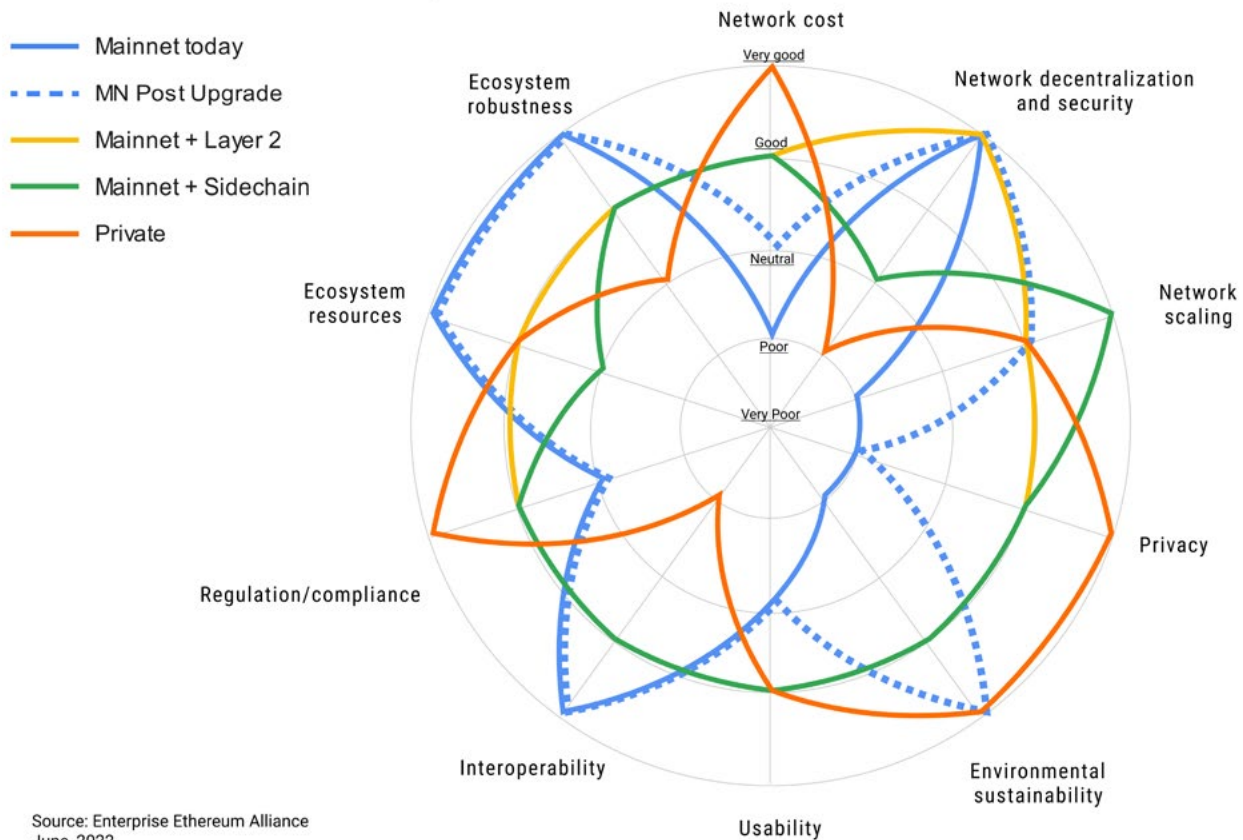 Mainnet today
MN Post Upgrade
Mainnet + Layer 2
Mainnet + Sidechain
Private
Network cost
Very good
Good
Neutral
Poor
Very Poor
Network decentralization
and security
Network
scaling
Privacy
Environmental
sustainability
Usability
Interoperability
Regulation/compliance
Ecosystem
resources
Ecosystem
robustness
Source: Enterprise Ethereum Alliance
June, 2022